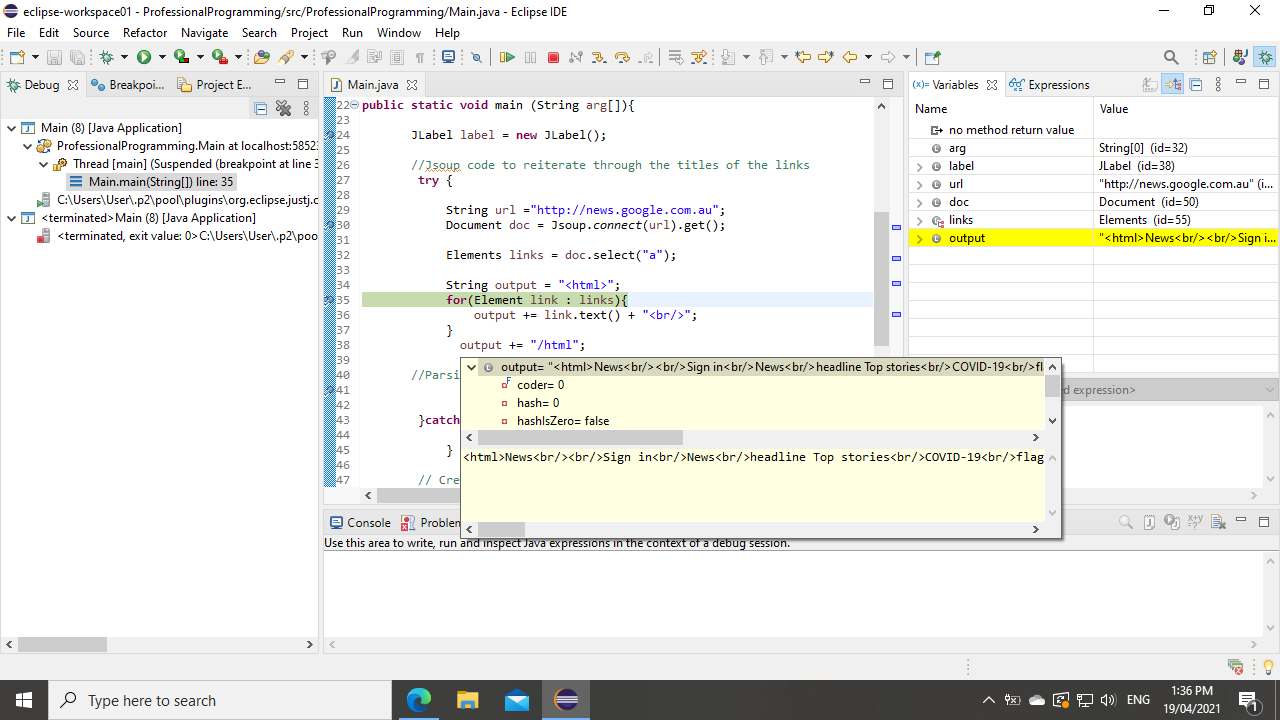 eclipse-workspace01 - ProfessionalProgramming/src/ProfessionalProgramming/Main.java - Eclipse IDE
File Edit Source Refactor Navigate Search Project Run Window Help
Debug Breakpoi... Project E...
Main (8) [Java Application]
ProfessionalProgramming.Main at localhost:5852
Thread [main] (Suspended (breakpoint at line 3
Main.main(String[]) line: 35
C:\Users\User\.p2\pool\plugins\org.eclipse.justj.o
<terminated>Main (8) [Java Application]
<terminated, exit value: 0>C:\Users\User\.p2\poo
Main.java
22 public static void main (String arg[]){
23
24 JLabel label = new JLabel();
25
26 //Jsoup code to reiterate through the titles of the links
27 try {
28
29 String url ="http://news.google.com.au";
30 Document doc = Jsoup.connect(url).get();
31
32 Elements links = doc.select("a");
33
34 String output = "<html>";
35 for(Element link : links){
36 output += link.text() + "<br/>";
37 }
38 output += "/html";
39
40 //Parsi
41
42
43 }catch
44
45 }
46
47 // Cre
output= "<html>News<br/><br/>Sign in<br/>News<br/>headline Top stories<br/>COVID-19<br/>fl
coder= 0
hash= 0
hashIsZero= false
<html>News<br/><br/>Sign in<br/>News<br/>headline Top stories<br/>COVID-19<br/>flag
Variables Expressions
Name Value
no method return value
arg String[0] (id=32)
label JLabel (id=38)
url "http://news.google.com.au" (i...
doc Document (id=50)
links Elements (id=55)
output "<html>News<br/><br/>Sign i...
d expression>
Console Problem
Use this area to write, run and inspect Java expressions in the context of a debug session.
Type here to search
ENG
1:36 PM
19/04/2021
1